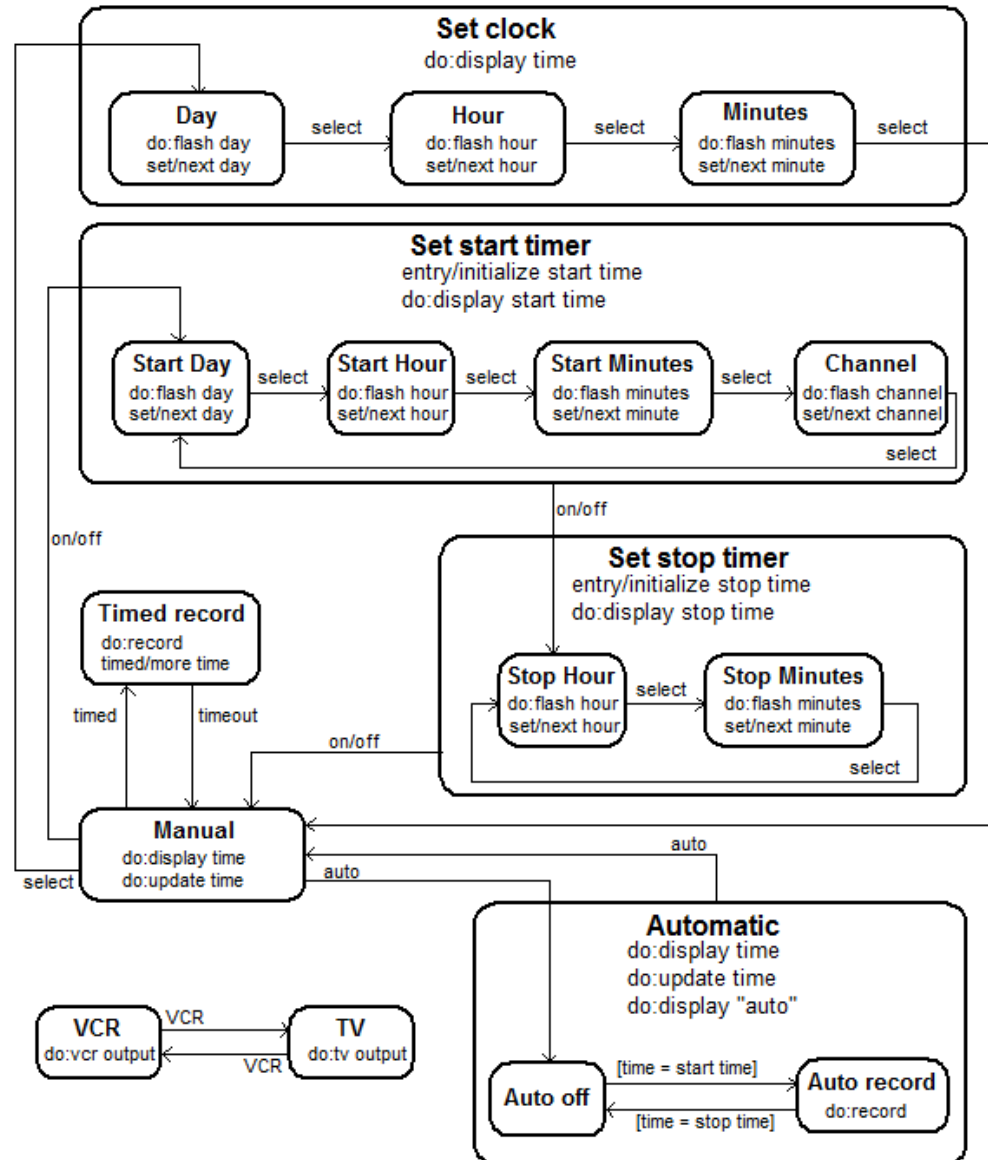 Set clock
do:display time
Day
do:flash day
set/next day
select
Hour
do:flash hour
set/next hour
select
Minutes
do:flash minutes
set/next minute
select
Set start timer
entry/initialize start time
do:display start time
Start Day
do:flash day
set/next day
select
Start Hour
do:flash hour
set/next hour
select
Start Minutes
do:flash minutes
set/next minute
select
Channel
do:flash channel
set/next channel
select
on/off
on/off
Set stop timer
entry/initialize stop time
do:display stop time
Timed record
do:record
timed/more time
Stop Hour
do:flash hour
set/next hour
select
Stop Minutes
do:flash minutes
set/next minute
select
timed
timeout
on/off
Manual
do:display time
do:update time
select
auto
auto
Automatic
do:display time
do:update time
do:display "auto"
VCR
do:vcr output
VCR
VCR
TV
do:tv output
Auto off
[time = start time]
[time = stop time]
Auto record
do:record